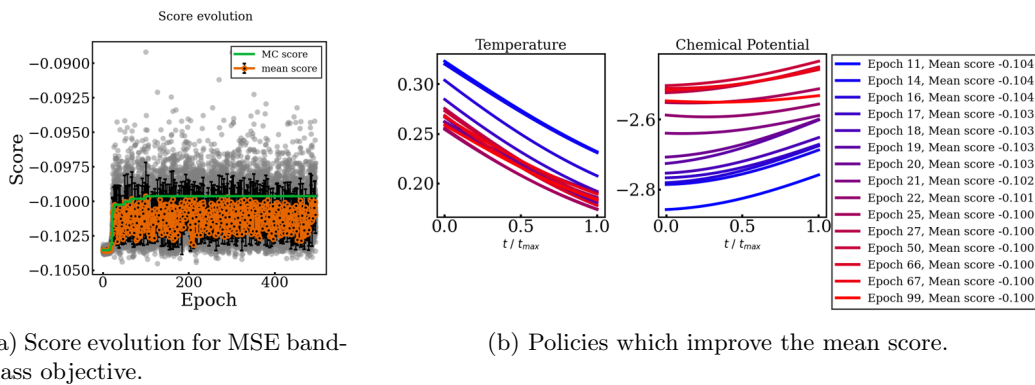 Score evolution
MC score
mean score
−0.0900
−0.0925
−0.0950
−0.0975
−0.1000
−0.1025
−0.1050
Score
0
200
400
Epoch
Temperature
0.30
0.25
0.20
0.0
0.5
1.0
t / t_max
Chemical Potential
−2.6
−2.8
0.0
0.5
1.0
t / t_max
Epoch 11, Mean score -0.104
Epoch 14, Mean score -0.104
Epoch 16, Mean score -0.104
Epoch 17, Mean score -0.103
Epoch 18, Mean score -0.103
Epoch 19, Mean score -0.103
Epoch 20, Mean score -0.103
Epoch 21, Mean score -0.102
Epoch 22, Mean score -0.101
Epoch 25, Mean score -0.100
Epoch 27, Mean score -0.100
Epoch 50, Mean score -0.100
Epoch 66, Mean score -0.100
Epoch 67, Mean score -0.100
Epoch 99, Mean score -0.100
a) Score evolution for MSE band-
ass objective.
(b) Policies which improve the mean score.